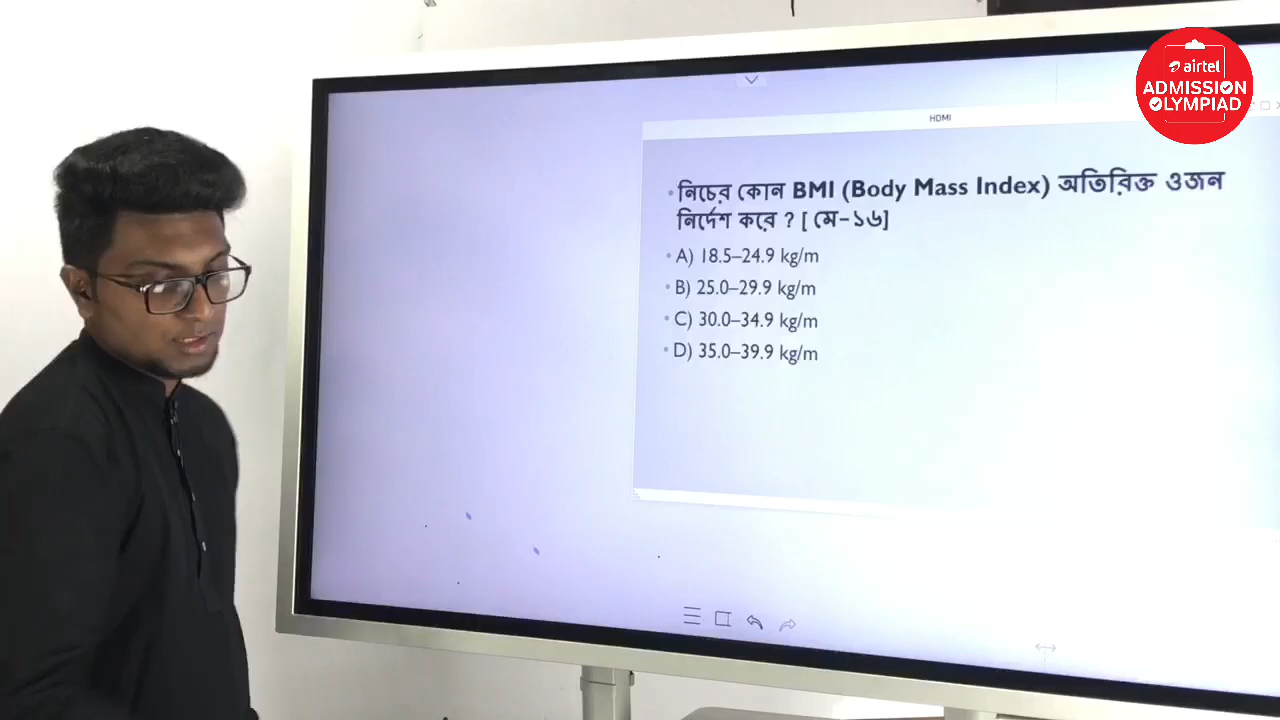 airtel
ADMISSION
OLYMPIAD
HDMI
নিচের কোন BMI (Body Mass Index) অতিরিক্ত ওজন
নির্দেশ করে ? [ মে-১৬]
A) 18.5–24.9 kg/m
B) 25.0–29.9 kg/m
C) 30.0–34.9 kg/m
D) 35.0–39.9 kg/m